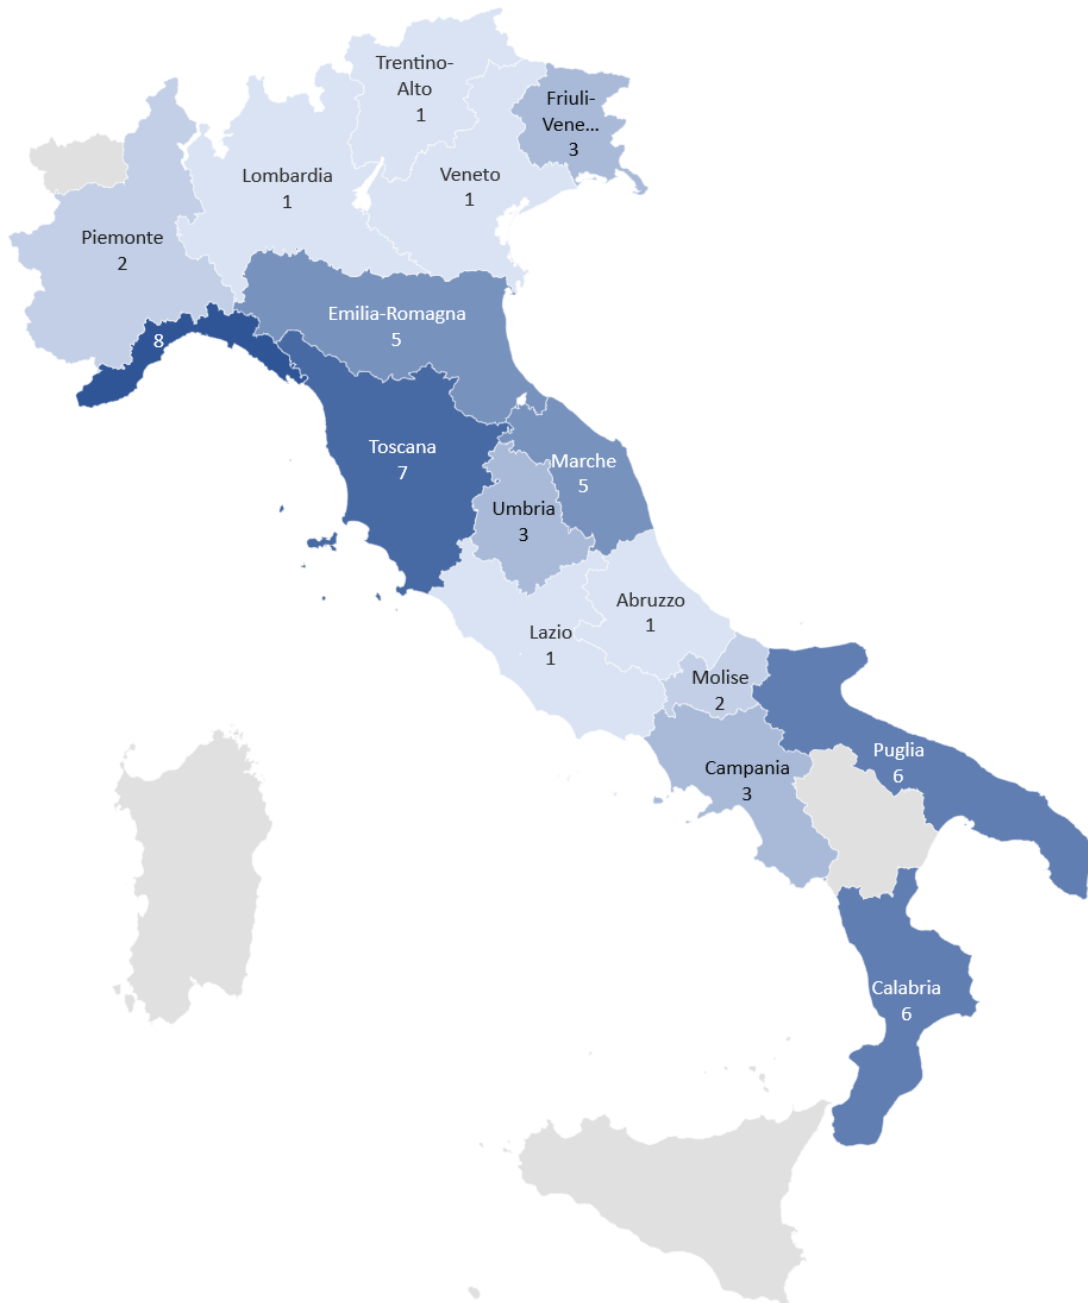 Trentino-
Alto
1
Friuli-
Vene...
3
Lombardia
1
Veneto
1
Piemonte
2
Emilia-Romagna
5
8
Toscana
7
Marche
5
Umbria
3
Abruzzo
1
Lazio
1
Molise
2
Puglia
6
Campania
3
Calabria
6